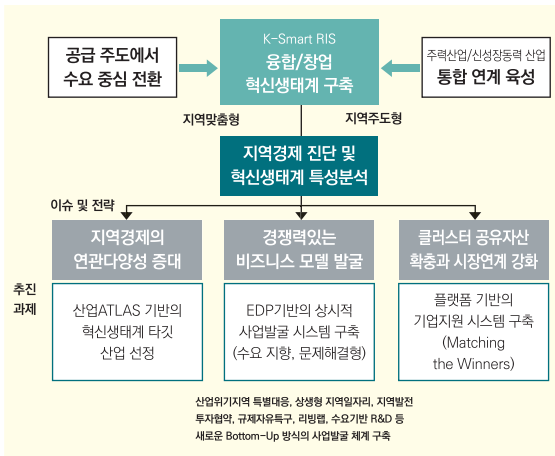 공급 주도에서
수요 중심 전환
K-Smart RIS
융합/창업
혁신생태계 구축
주력산업/신성장동력 산업
통합 연계 육성
지역맞춤형
지역주도형
지역경제 진단 및
혁신생태계 특성분석
이슈 및 전략
지역경제의
연관다양성 증대
경쟁력있는
비즈니스 모델 발굴
클러스터 공유자산
확충과 시장연계 강화
추진
과제
산업ATLAS 기반의
혁신생태계 타깃
산업 선정
EDP기반의 상시적
사업발굴 시스템 구축
(수요 지향, 문제해결형)
플랫폼 기반의
기업지원 시스템 구축
(Matching
the Winners)
산업위기지역 특별대응, 상생형 지역일자리, 지역발전
투자협약, 규제자유특구, 리빙랩, 수요기반 R&D 등
새로운 Bottom-Up 방식의 사업발굴 체계 구축